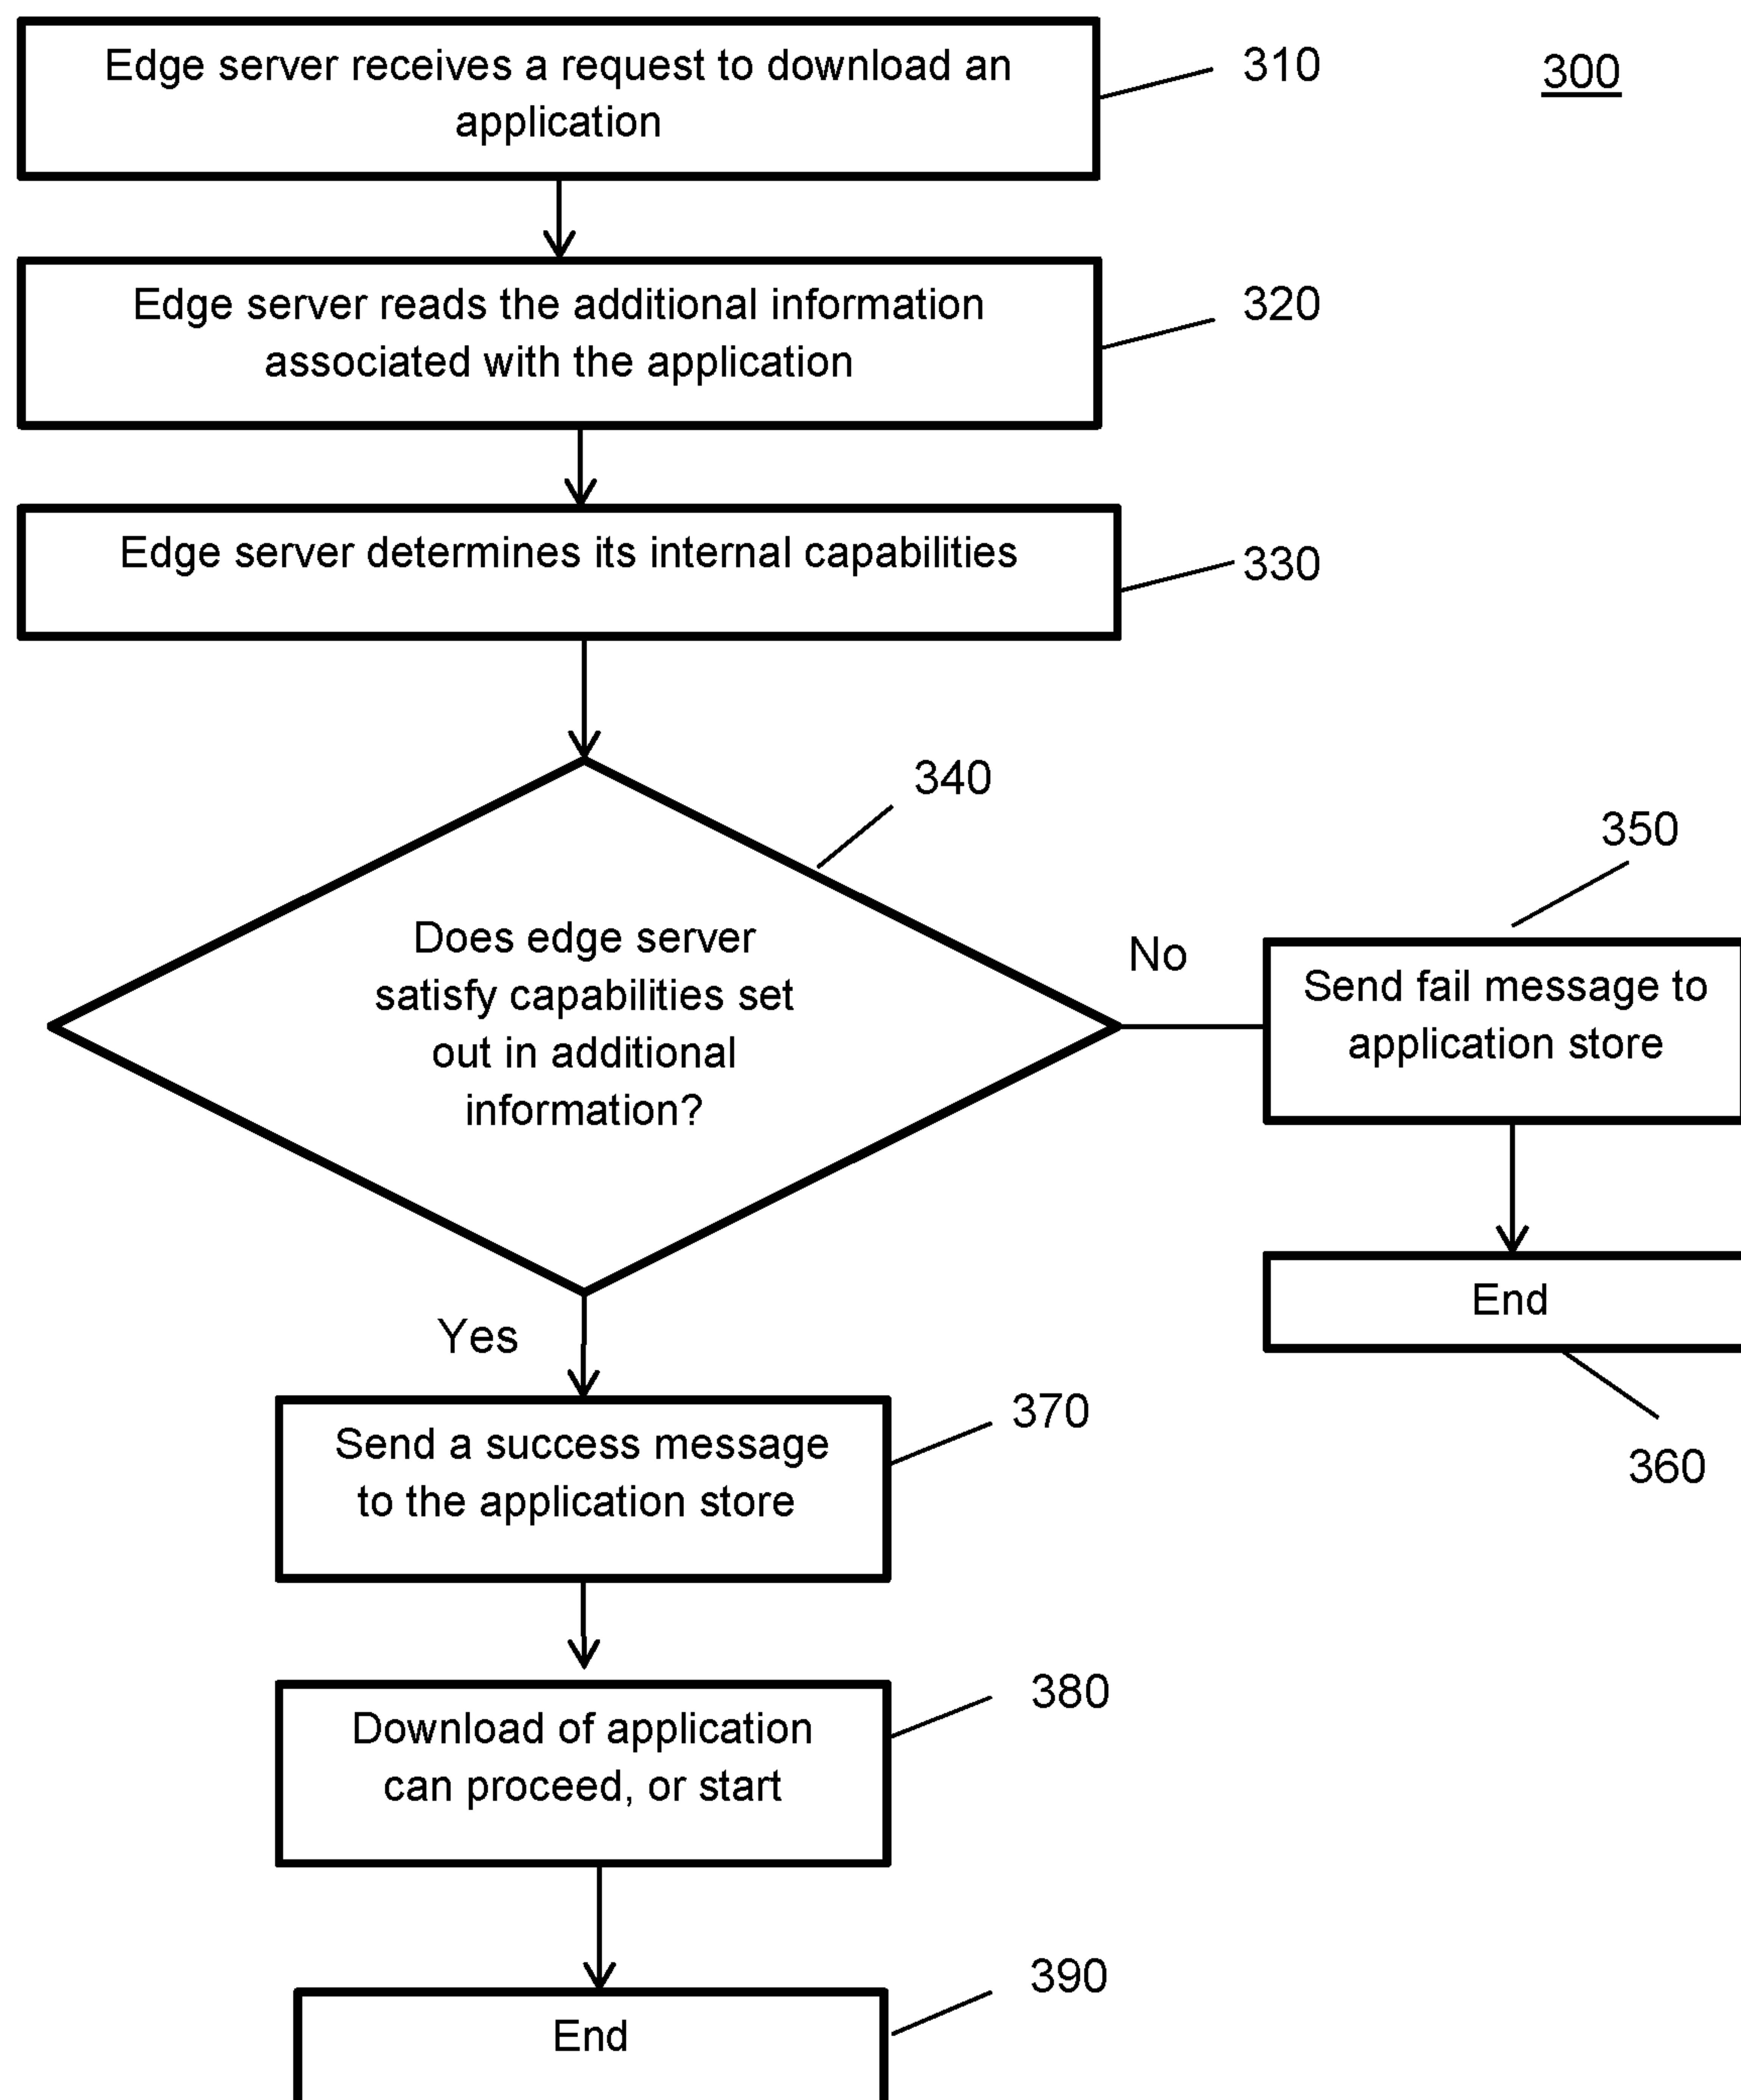 Edge server receives a request to download an
application
310
300
Edge server reads the additional information
associated with the application
320
Edge server determines its internal capabilities
330
340
Does edge server
satisfy capabilities set
out in additional
information?
No
350
Send fail message to
application store
End
360
Yes
370
Send a success message
to the application store
380
Download of application
can proceed, or start
390
End